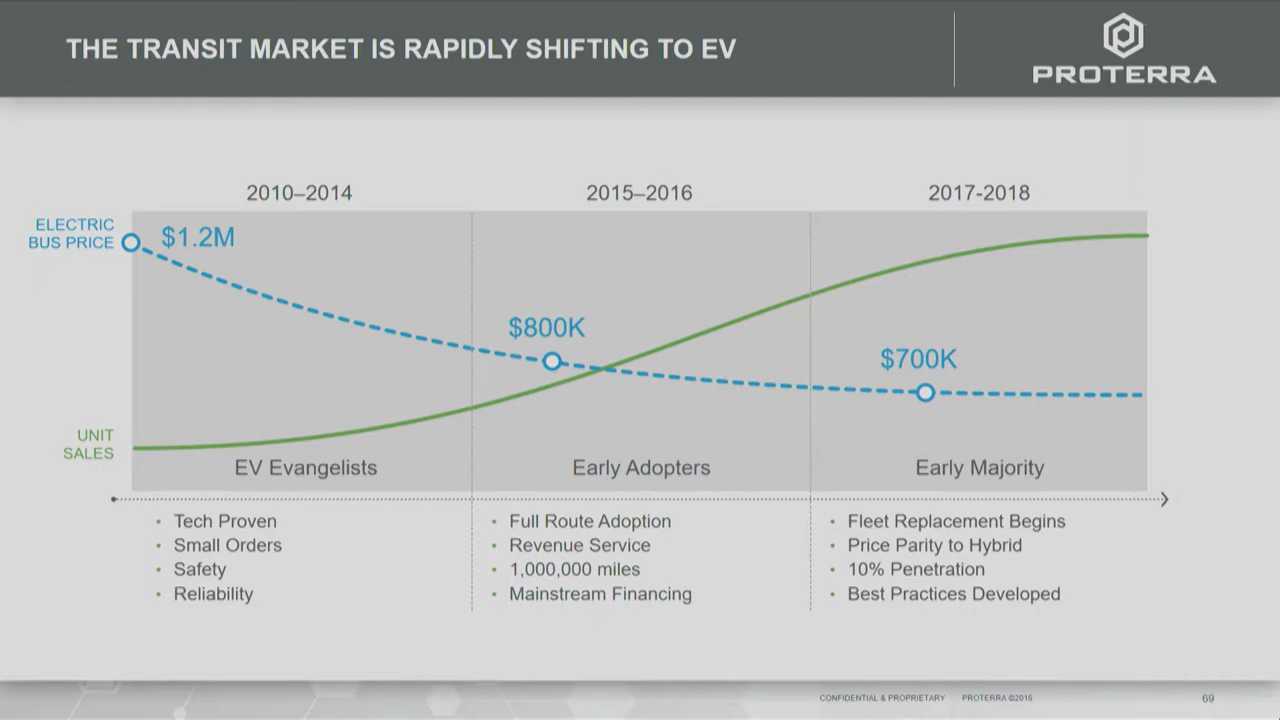 THE TRANSIT MARKET IS RAPIDLY SHIFTING TO EV
PROTERRA
2010–2014
2015–2016
2017-2018
ELECTRIC
BUS PRICE
$1.2M
$800K
$700K
UNIT
SALES
EV Evangelists
Early Adopters
Early Majority
• Tech Proven
• Small Orders
• Safety
• Reliability
• Full Route Adoption
• Revenue Service
• 1,000,000 miles
• Mainstream Financing
• Fleet Replacement Begins
• Price Parity to Hybrid
• 10% Penetration
• Best Practices Developed
CONFIDENTIAL & PROPRIETARY PROTERRA ©2016
69